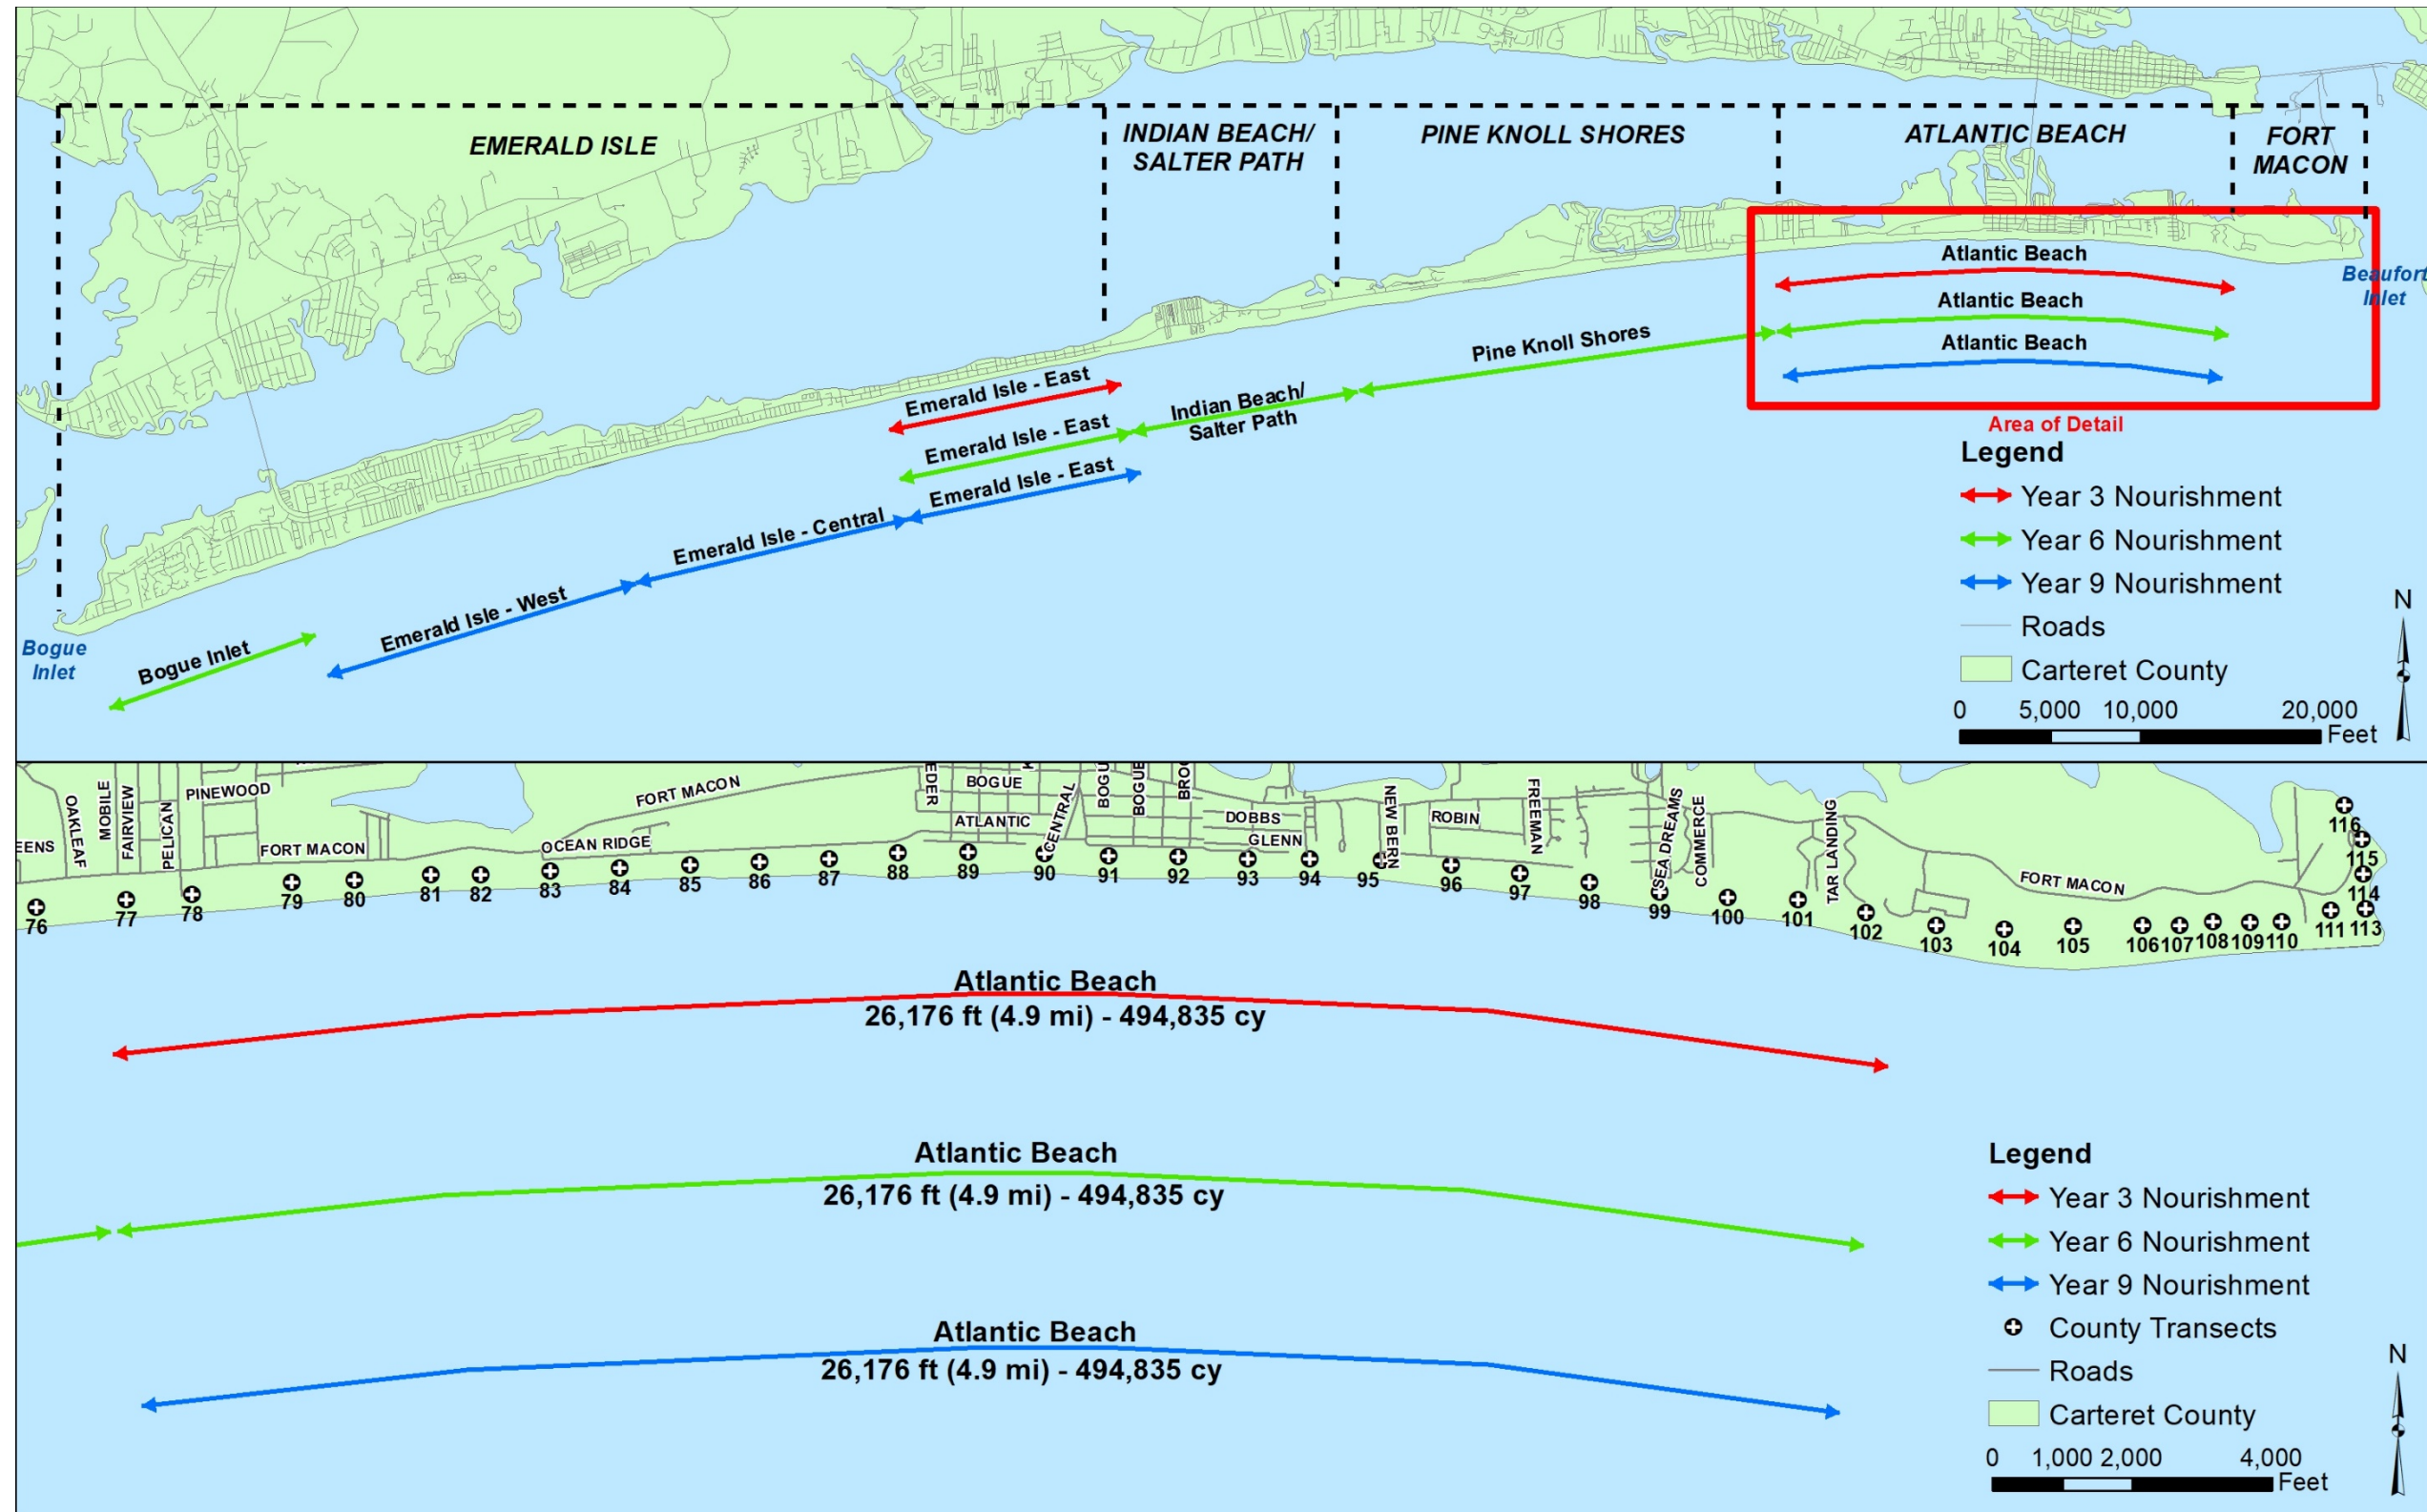 EMERALD ISLE
INDIAN BEACH/
SALTER PATH
PINE KNOLL SHORES
ATLANTIC BEACH
FORT
MACON
Atlantic Beach
Beaufort
Inlet
Atlantic Beach
Atlantic Beach
Pine Knoll Shores
Emerald Isle - East
Indian Beach/
Salter Path
Emerald Isle - East
Emerald Isle - East
Emerald Isle - Central
Emerald Isle - West
Bogue Inlet
Bogue
Inlet
Area of Detail
Legend
Year 3 Nourishment
Year 6 Nourishment
Year 9 Nourishment
Roads
Carteret County
N
0 5,000 10,000 20,000
Feet
EENS
OAKLEAF
MOBILE
FAIRVIEW
PELICAN
PINEWOOD
FORT MACON
OCEAN RIDGE
FORT MACON
EDER
BOGUE
ATLANTIC
CENTRAL
BOGU
BOGUE
BROO
DOBBS
GLENN
NEW BERN
ROBIN
FREEMAN
SEA DREAMS
COMMERCE
TAR LANDING
FORT MACON
76 77 78 79 80 81 82 83 84 85 86 87 88 89 90 91 92 93 94 95 96 97 98 99 100 101 102 103 104 105 106 107 108 109 110 111 113
114
115
116
Atlantic Beach
26,176 ft (4.9 mi) - 494,835 cy
Atlantic Beach
26,176 ft (4.9 mi) - 494,835 cy
Atlantic Beach
26,176 ft (4.9 mi) - 494,835 cy
Legend
Year 3 Nourishment
Year 6 Nourishment
Year 9 Nourishment
County Transects
Roads
Carteret County
N
0 1,000 2,000 4,000
Feet